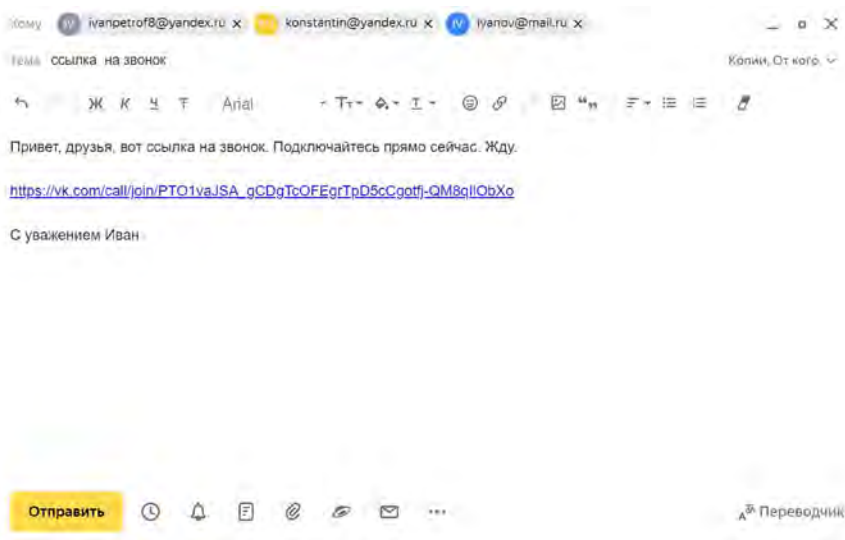 Кому ivanpetrof8@yandex.ru x konstantin@yandex.ru x ivanov@mail.ru x
Тема ссылка на звонок Копии, От кого
Ж К Ч Т Arial
Привет, друзья, вот ссылка на звонок. Подключайтесь прямо сейчас. Жду.
https://vk.com/call/join/PTO1vaJSA_gCDgTcOFEgrTpD5cCgotfj-QM8qIlObXo
С уважением Иван
Отправить Переводчик